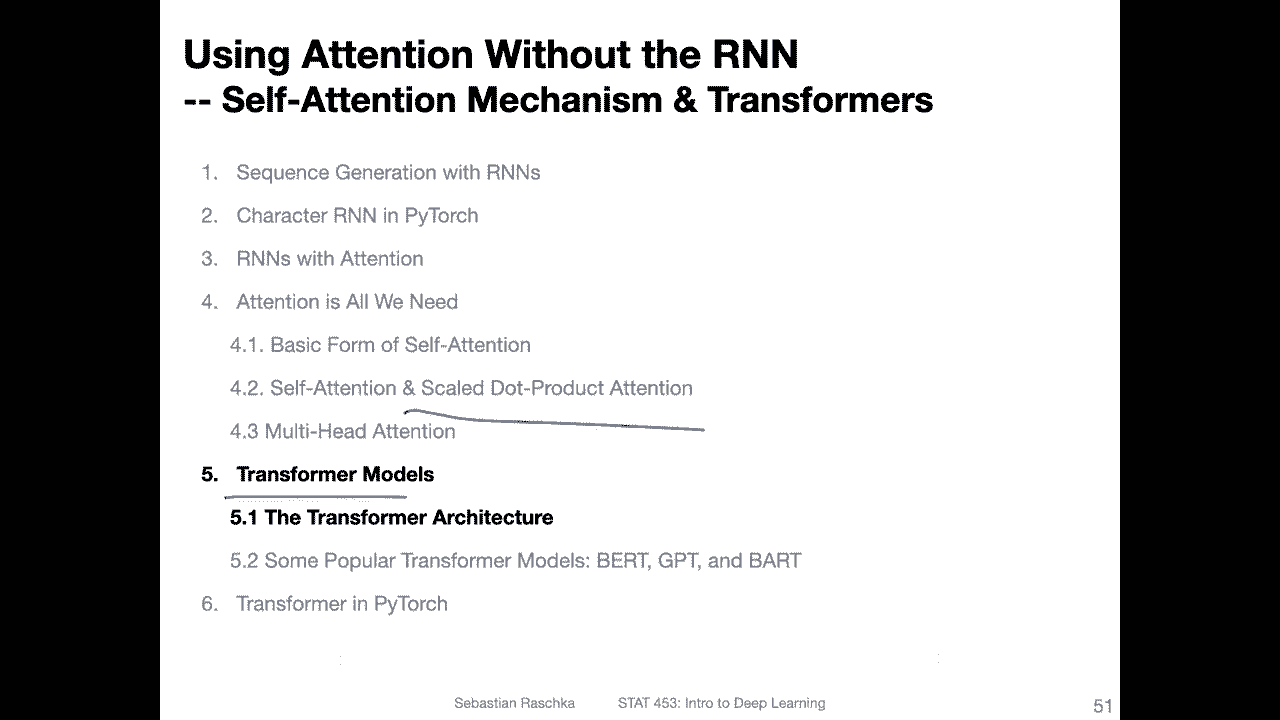 Using Attention Without the RNN
-- Self-Attention Mechanism & Transformers
1. Sequence Generation with RNNs
2. Character RNN in PyTorch
3. RNNs with Attention
4. Attention is All We Need
4.1. Basic Form of Self-Attention
4.2. Self-Attention & Scaled Dot-Product Attention
4.3 Multi-Head Attention
5. Transformer Models
5.1 The Transformer Architecture
5.2 Some Popular Transformer Models: BERT, GPT, and BART
6. Transformer in PyTorch
Sebastian Raschka STAT 453: Intro to Deep Learning 51